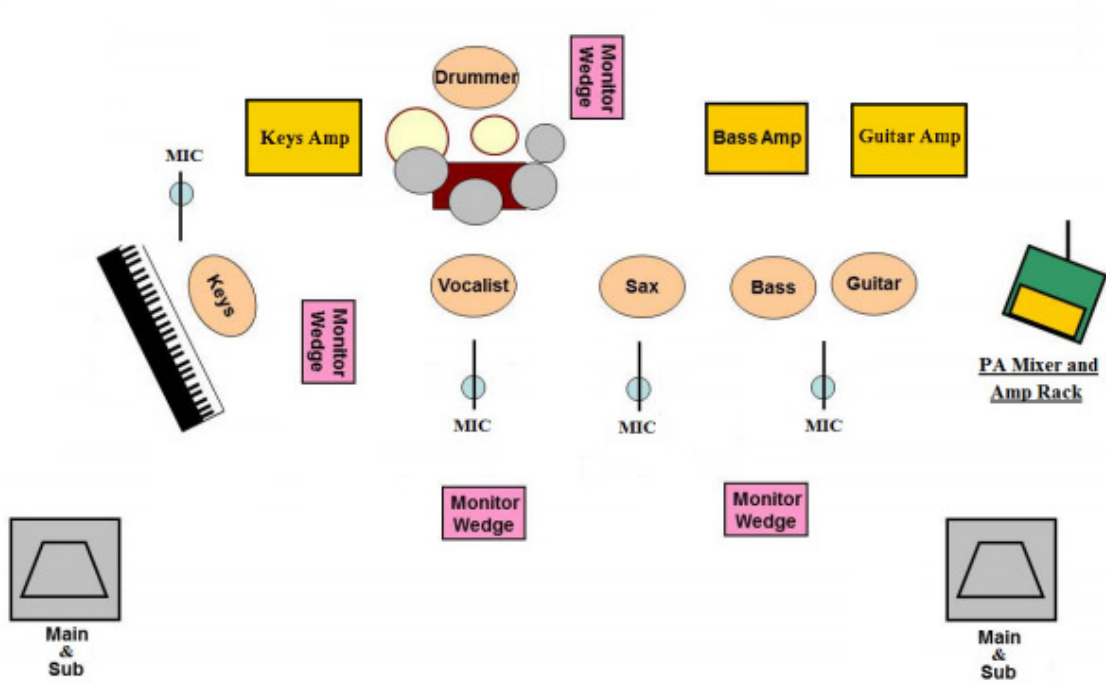 Drummer
Monitor
Wedge
Keys Amp
Bass Amp
Guitar Amp
MIC
Keys
Vocalist
Sax
Bass
Guitar
Monitor
Wedge
PA Mixer and
Amp Rack
MIC
MIC
MIC
Monitor
Wedge
Monitor
Wedge
Main
&
Sub
Main
&
Sub